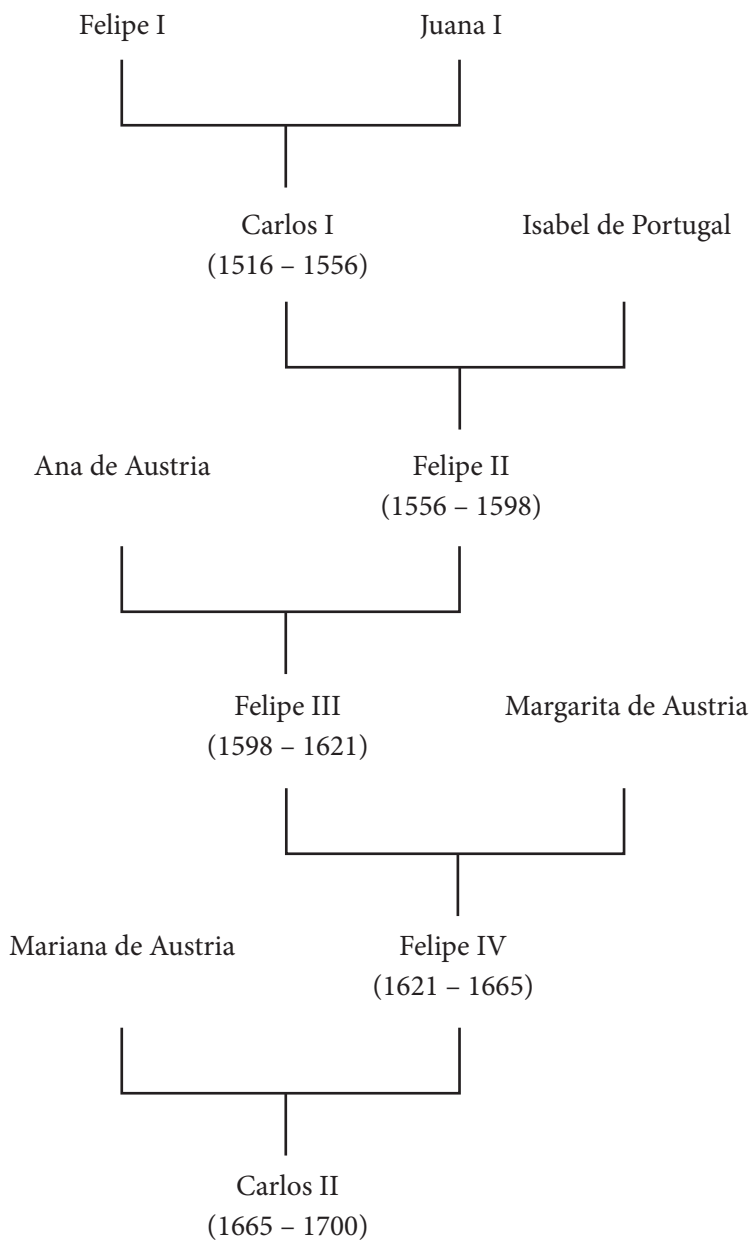 Felipe I
Juana I
Carlos I
(1516 – 1556)
Isabel de Portugal
Ana de Austria
Felipe II
(1556 – 1598)
Felipe III
(1598 – 1621)
Margarita de Austria
Mariana de Austria
Felipe IV
(1621 – 1665)
Carlos II
(1665 – 1700)